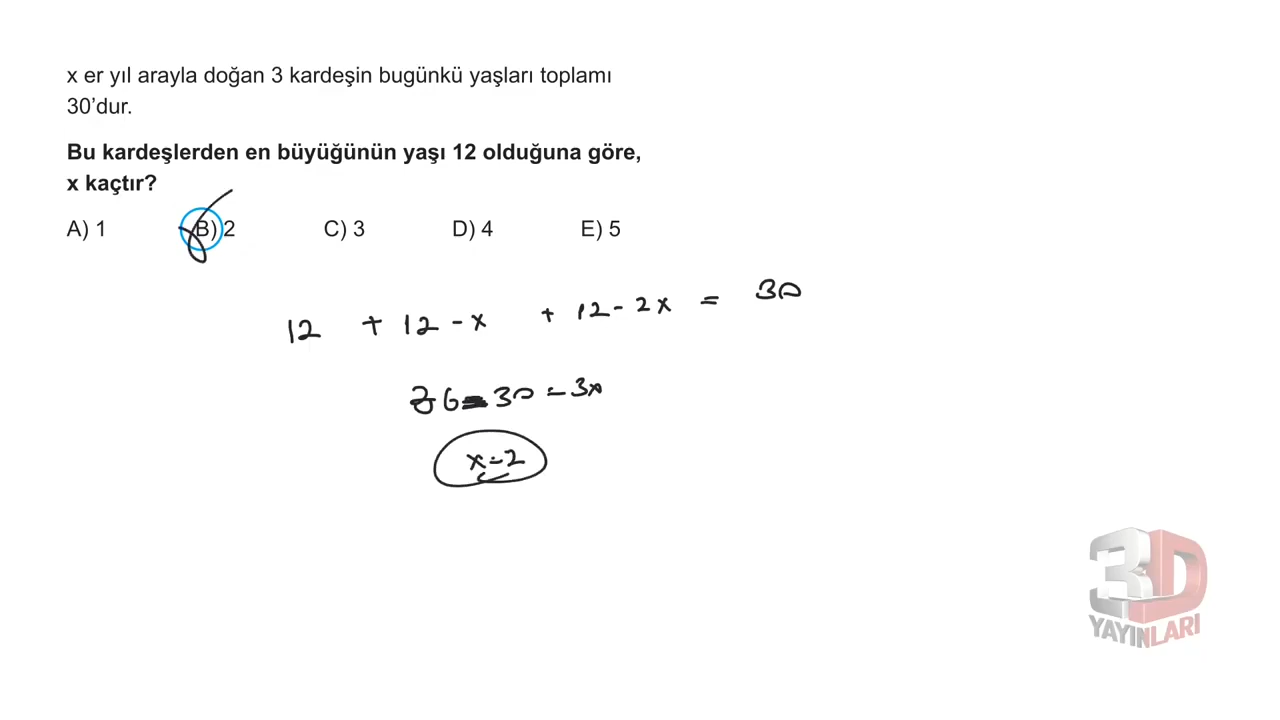 x er yıl arayla doğan 3 kardeşin bugünkü yaşları toplamı
30’dur.
Bu kardeşlerden en büyüğünün yaşı 12 olduğuna göre,
x kaçtır?
A) 1 B) 2 C) 3 D) 4 E) 5
12 + 12 - x + 12 - 2x = 30
36 - 30 = 3x
x = 2
3D
YAYINLARI